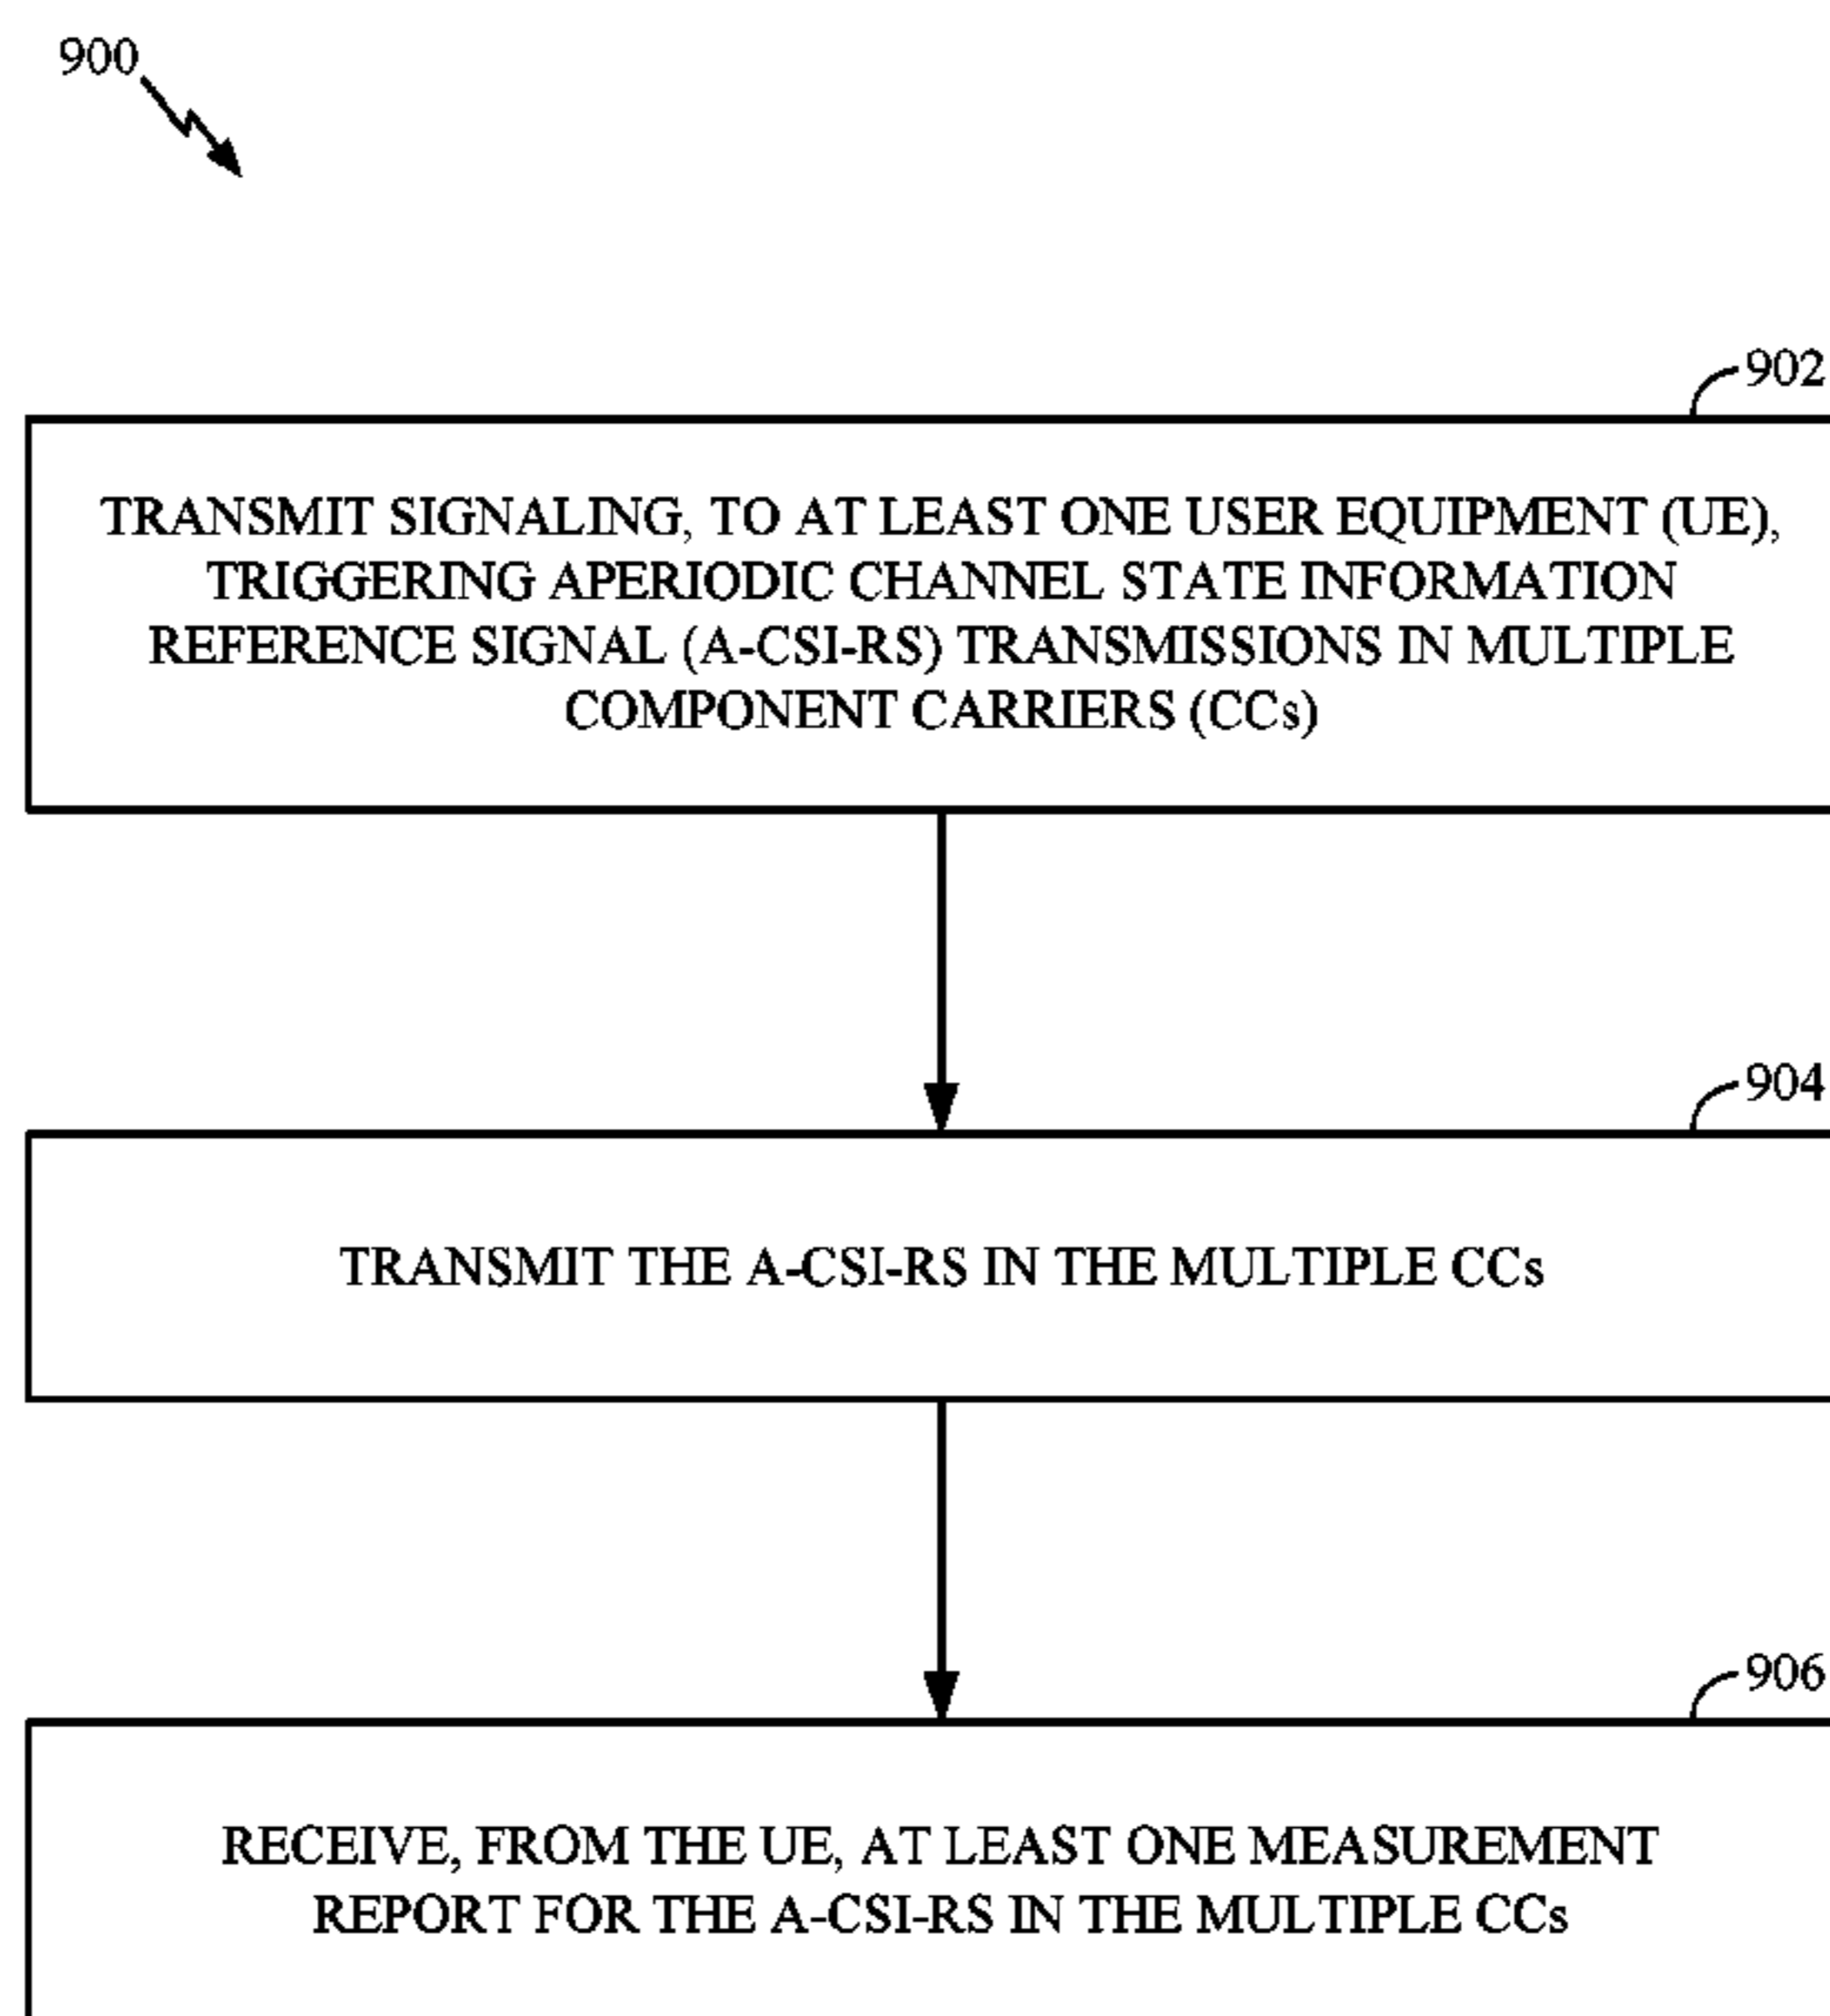 900
902
TRANSMIT SIGNALING, TO AT LEAST ONE USER EQUIPMENT (UE),
TRIGGERING APERIODIC CHANNEL STATE INFORMATION
REFERENCE SIGNAL (A-CSI-RS) TRANSMISSIONS IN MULTIPLE
COMPONENT CARRIERS (CCs)
904
TRANSMIT THE A-CSI-RS IN THE MULTIPLE CCs
906
RECEIVE, FROM THE UE, AT LEAST ONE MEASUREMENT
REPORT FOR THE A-CSI-RS IN THE MULTIPLE CCs